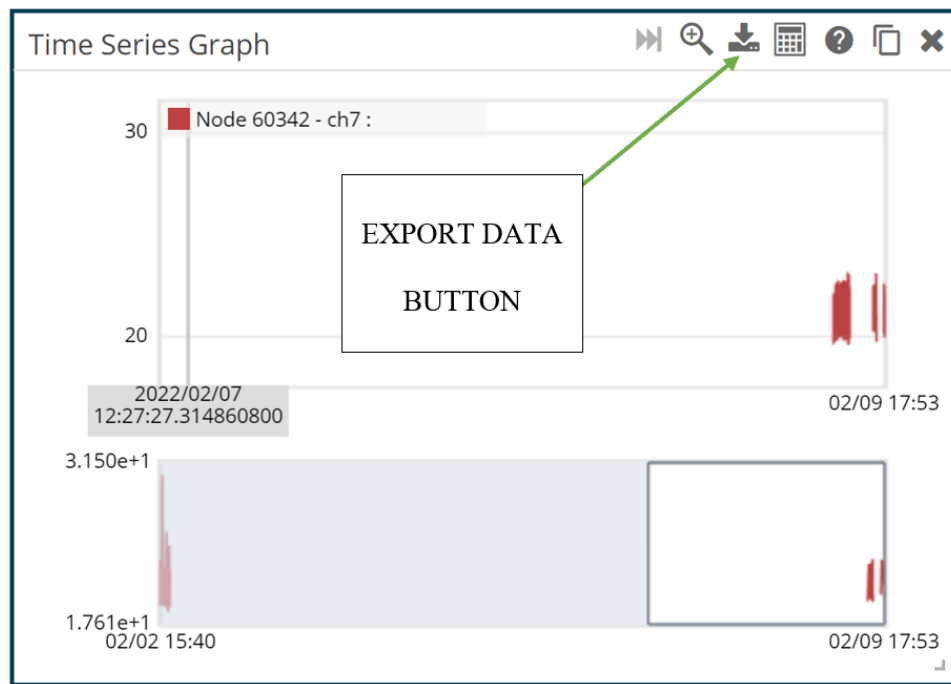 Time Series Graph
30
Node 60342 - ch7 :
EXPORT DATA
BUTTON
20
2022/02/07
12:27:27.314860800
02/09 17:53
3.150e+1
1.761e+1
02/02 15:40
02/09 17:53